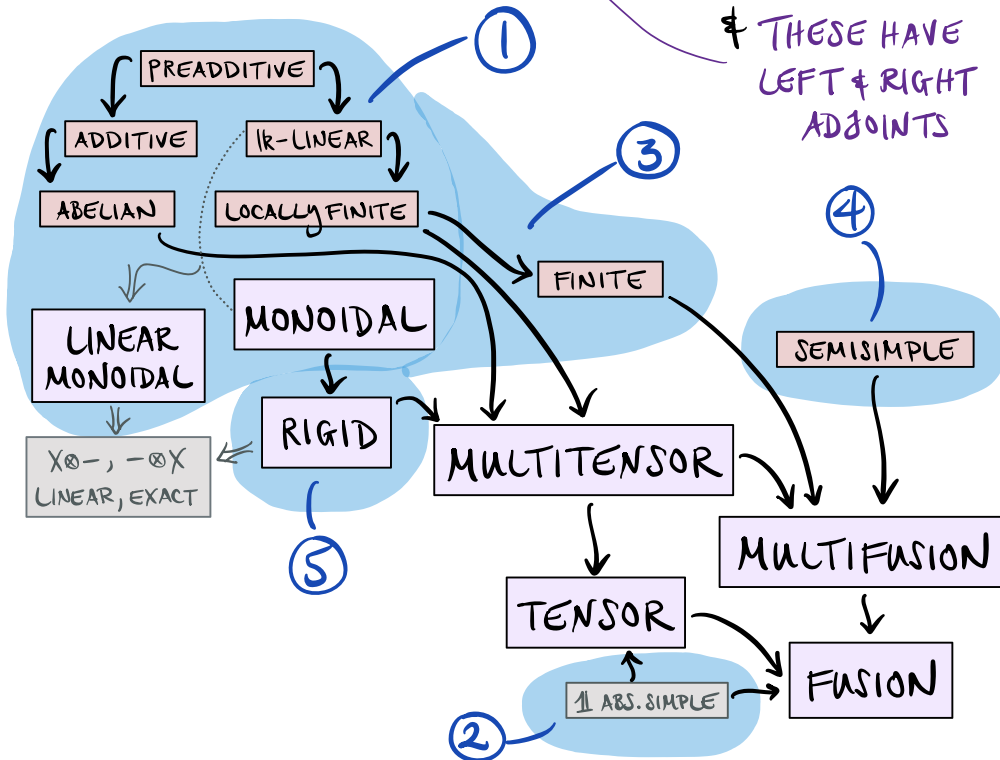 & THESE HAVE
LEFT & RIGHT
ADJOINTS
1
PREADDITIVE
ADDITIVE
𝕜-LINEAR
3
ABELIAN
LOCALLY FINITE
4
FINITE
LINEAR
MONOIDAL
MONOIDAL
SEMISIMPLE
RIGID
X⊗-, -⊗X
LINEAR, EXACT
MULTITENSOR
5
MULTIFUSION
TENSOR
FUSION
𝟙 ABS. SIMPLE
2